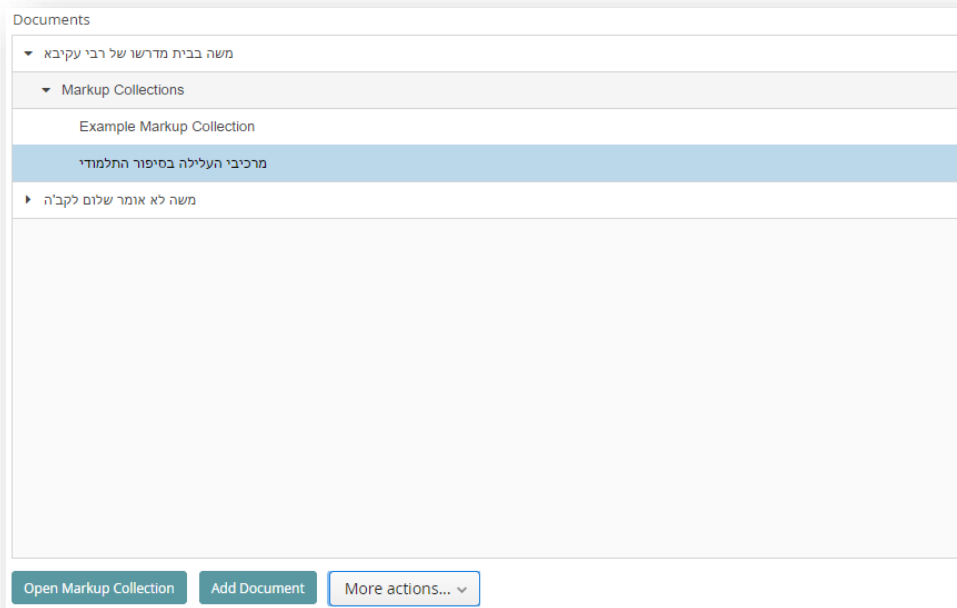 Documents
משה בבית מדרשו של רבי עקיבא
Markup Collections
Example Markup Collection
מרכיבי העלילה בסיפור התלמודי
משה לא אומר שלום לקב'ה
Open Markup Collection
Add Document
More actions...